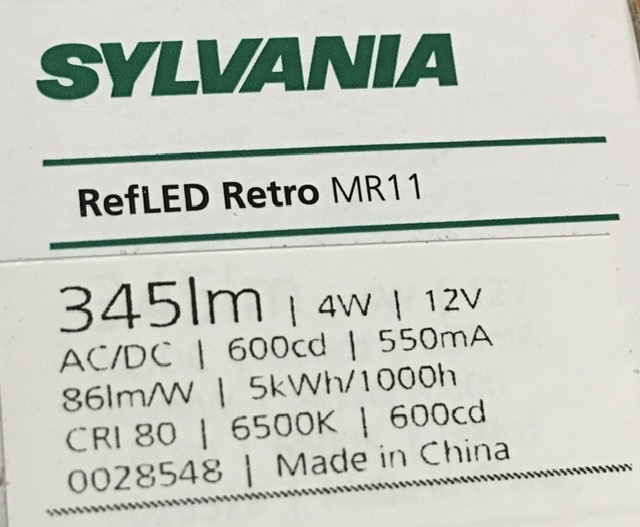 SYLVANIA
RefLED Retro MR11
345lm | 4W | 12V
AC/DC | 600cd | 550mA
86lm/W | 5kWh/1000h
CRI 80 | 6500K | 600cd
0028548 | Made in China